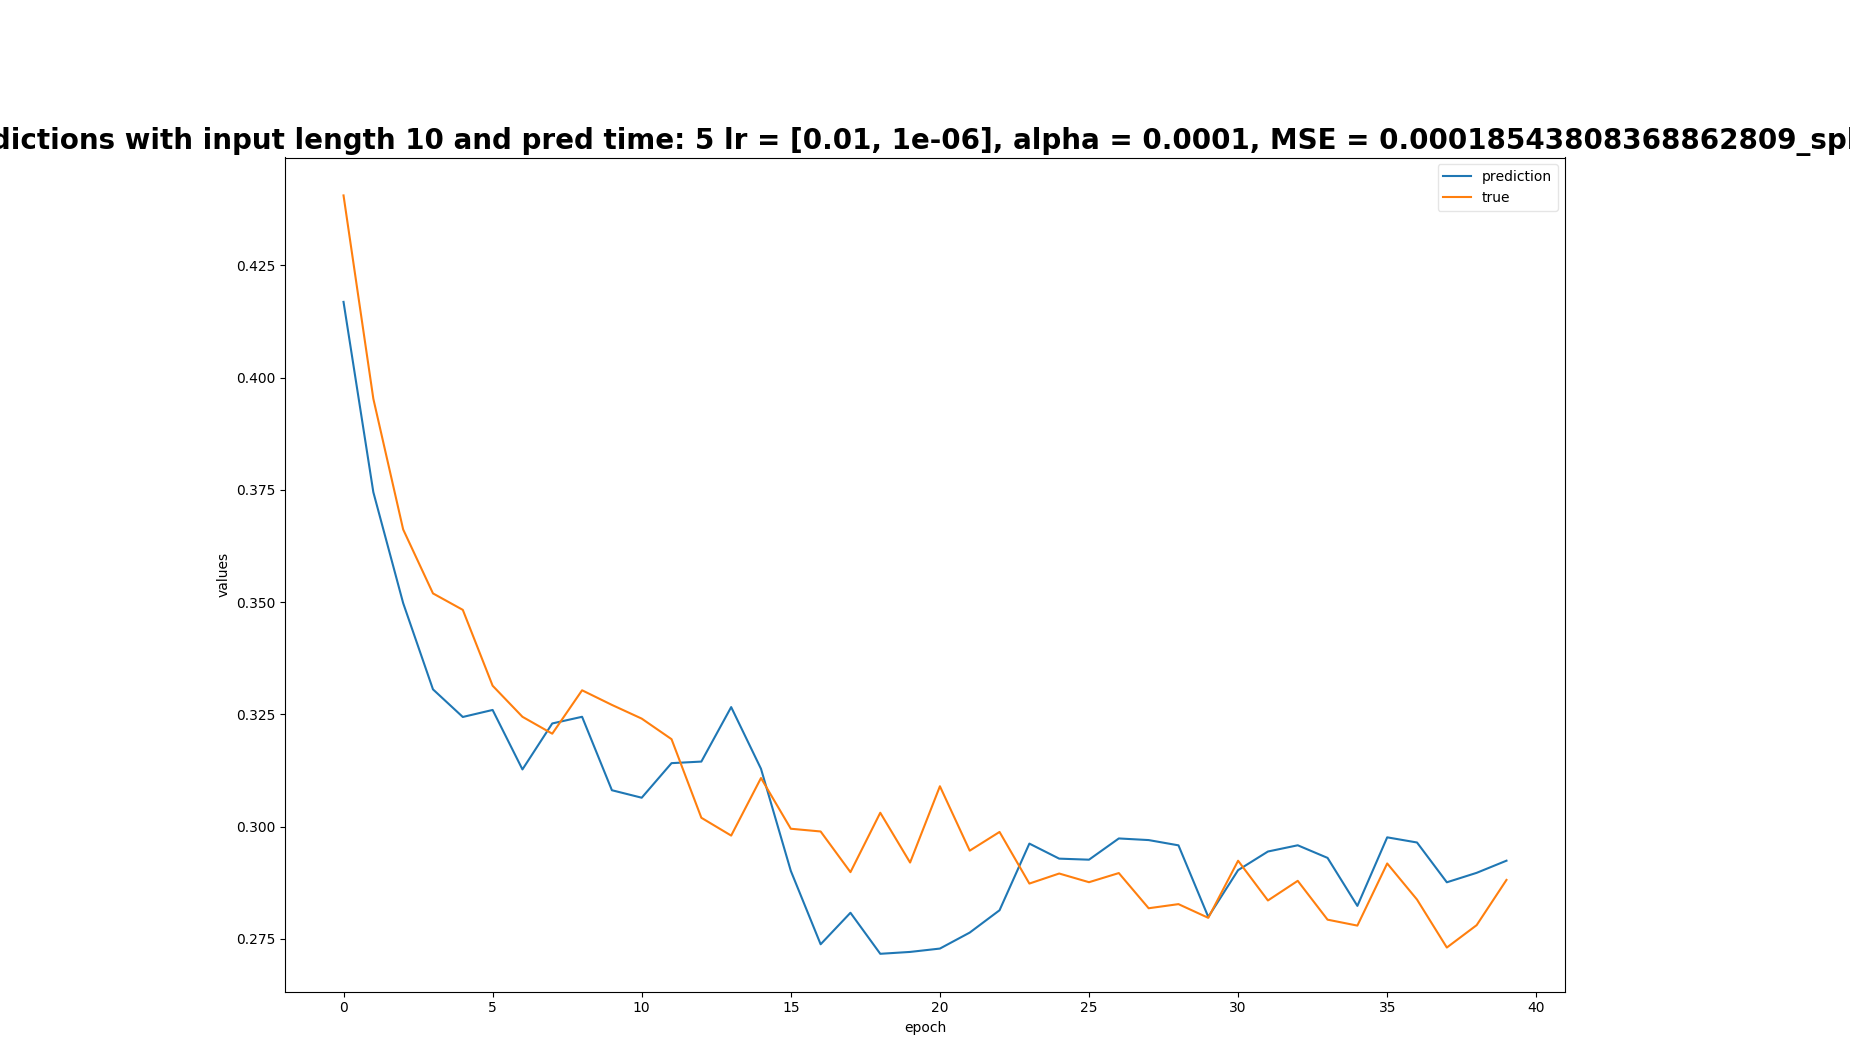 dictions with input length 10 and pred time: 5 lr = [0.01, 1e-06], alpha = 0.0001, MSE = 0.00018543808368862809_spl
prediction
true
0.425
0.400
0.375
0.350
0.325
0.300
0.275
values
0 5 10 15 20 25 30 35 40
epoch